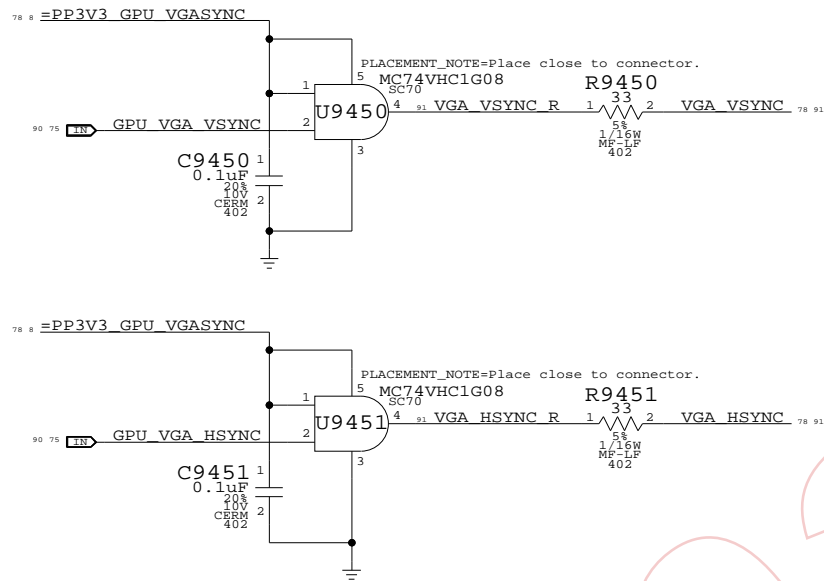 78 8 =PP3V3_GPU_VGASYNC
PLACEMENT_NOTE=Place close to connector.
5 MC74VHC1G08
SC70
1
U9450
4 91 VGA_VSYNC_R
R9450
33
1 2
5%
1/16W
MF-LF
402
VGA_VSYNC 78 91
90 75 IN GPU_VGA_VSYNC 2
3
C9450 1
0.1uF
20%
10V
CERM
402
2
78 8 =PP3V3_GPU_VGASYNC
PLACEMENT_NOTE=Place close to connector.
5 MC74VHC1G08
SC70
1
U9451
4 91 VGA_HSYNC_R
R9451
33
1 2
5%
1/16W
MF-LF
402
VGA_HSYNC 78 91
90 75 IN GPU_VGA_HSYNC 2
3
C9451 1
0.1uF
20%
10V
CERM
402
2